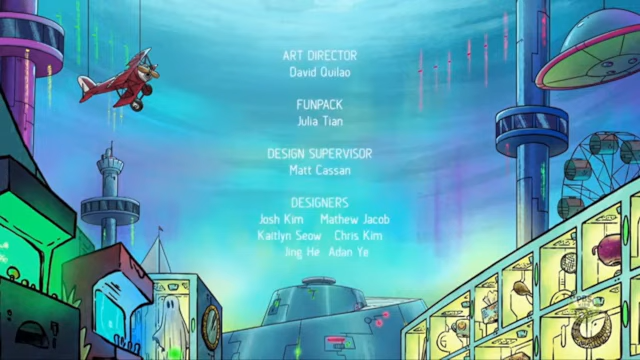 ART DIRECTOR
David Quilao
FUNPACK
Julia Tian
DESIGN SUPERVISOR
Matt Cassan
DESIGNERS
Josh Kim Mathew Jacob
Kaitlyn Seow Chris Kim
Jing He Adan Ye